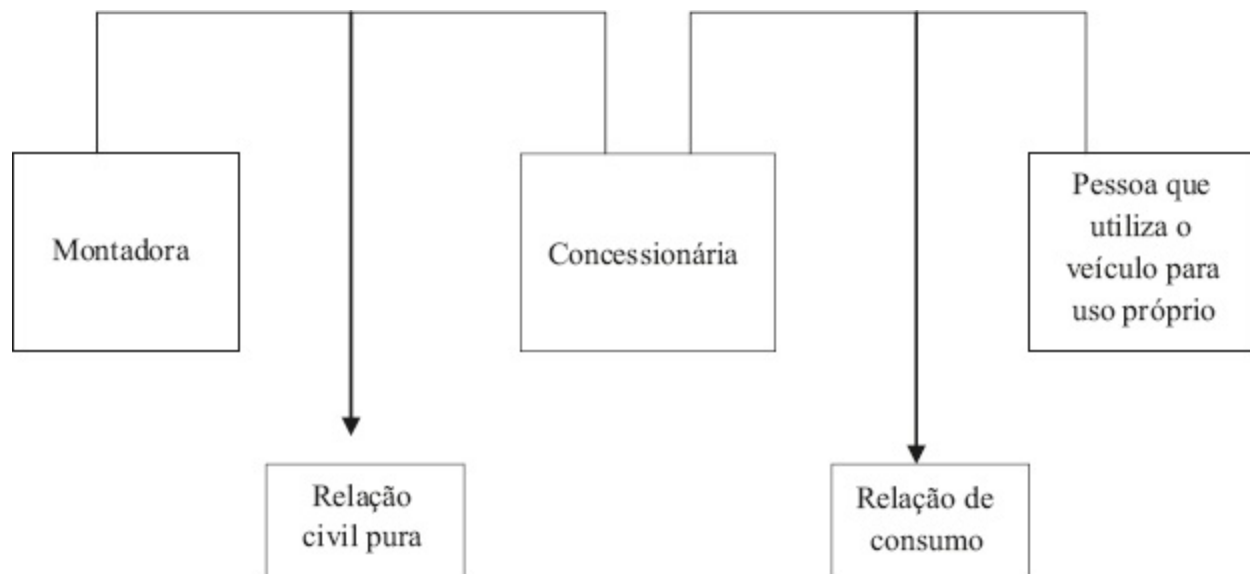 Montadora
Concessionária
Pessoa que
utiliza o
veículo para
uso próprio
Relação
civil pura
Relação de
consumo